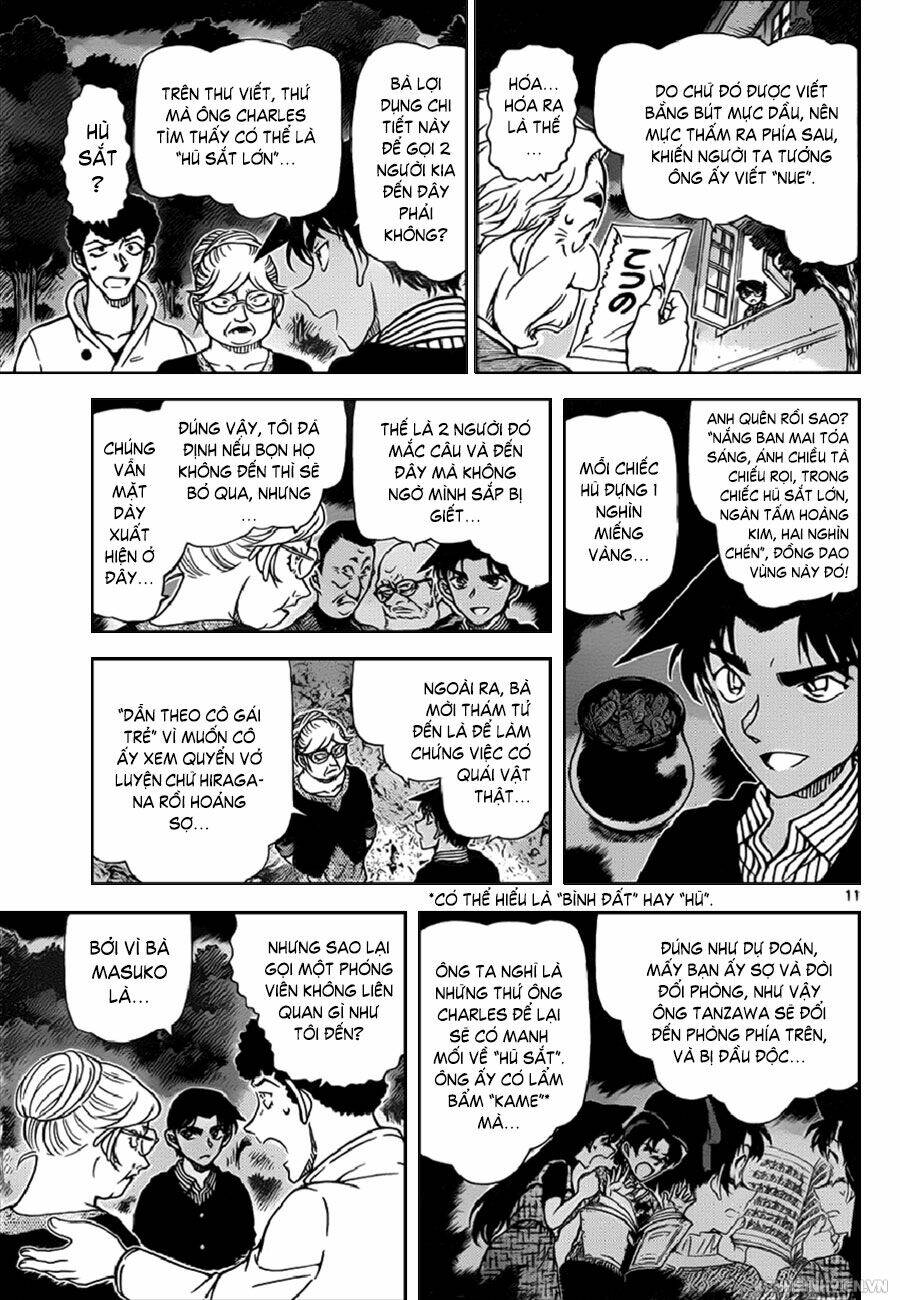 DO CHỮ ĐÓ ĐƯỢC VIẾT
BẰNG BÚT MỰC DẦU, NÊN
MỰC THẤM RA PHÍA SAU,
KHIẾN NGƯỜI TA TƯỞNG
ÔNG ẤY VIẾT "NUE".
HÓA...
HÓA RA
LÀ THẾ
...
てつの
BÀ LỢI
DỤNG CHI
TIẾT NÀY
ĐỂ GỌI 2
NGƯỜI KIA
ĐẾN ĐÂY
PHẢI
KHÔNG?
TRÊN THƯ VIẾT, THỨ
MÀ ÔNG CHARLES
TÌM THẤY CÓ THỂ LÀ
"HŨ SẮT LỚN"...
HŨ
SẮT
?
ANH QUÊN RỒI SAO?
"NẮNG BAN MAI TỎA
SÁNG, ÁNH CHIỀU TÀ
CHIẾU RỌI, TRONG
CHIẾC HŨ SẮT LỚN,
NGÀN TẤM HOÀNG
KIM, HAI NGHÌN
CHÉN", ĐỒNG DAO
VÙNG NÀY ĐÓ!
MỖI CHIẾC
HŨ ĐỰNG 1
NGHÌN
MIẾNG
VÀNG...
THẾ LÀ 2 NGƯỜI ĐÓ
MẮC CÂU VÀ ĐẾN
ĐÂY MÀ KHÔNG
NGỜ MÌNH SẮP BỊ
GIẾT...
ĐÚNG VẬY, TÔI ĐÃ
ĐỊNH NẾU BỌN HỌ
KHÔNG ĐẾN THÌ SẼ
BỎ QUA, NHƯNG
...
CHÚNG
VẪN
MẶT
DÀY
XUẤT
HIỆN Ở
ĐÂY...
NGOÀI RA, BÀ
MỜI THÁM TỬ
ĐẾN LÀ ĐỂ LÀM
CHỨNG VIỆC CÓ
QUÁI VẬT
THẬT...
"DẪN THEO CÔ GÁI
TRẺ" VÌ MUỐN CÔ
ẤY XEM QUYỂN VỞ
LUYỆN CHỮ HIRAGA-
NA RỒI HOẢNG
SỢ...
*CÓ THỂ HIỂU LÀ "BÌNH ĐẤT" HAY "HŨ".
11
ĐÚNG NHƯ DỰ ĐOÁN,
MẤY BẠN ẤY SỢ VÀ ĐÒI
ĐỔI PHÒNG, NHƯ VẬY
ÔNG TANZAWA SẼ ĐỔI
ĐẾN PHÒNG PHÍA TRÊN,
VÀ BỊ ĐẦU ĐỘC...
ÔNG TA NGHĨ LÀ
NHỮNG THỨ ÔNG
CHARLES ĐỂ LẠI
SẼ CÓ MANH
MỐI VỀ "HŨ SẮT".
ÔNG ẤY CÓ LẨM
BẨM "KAME"*
MÀ...
NHƯNG SAO LẠI
GỌI MỘT PHÓNG
VIÊN KHÔNG LIÊN
QUAN GÌ NHƯ
TÔI ĐẾN?
BỞI VÌ BÀ
MASUKO
LÀ...